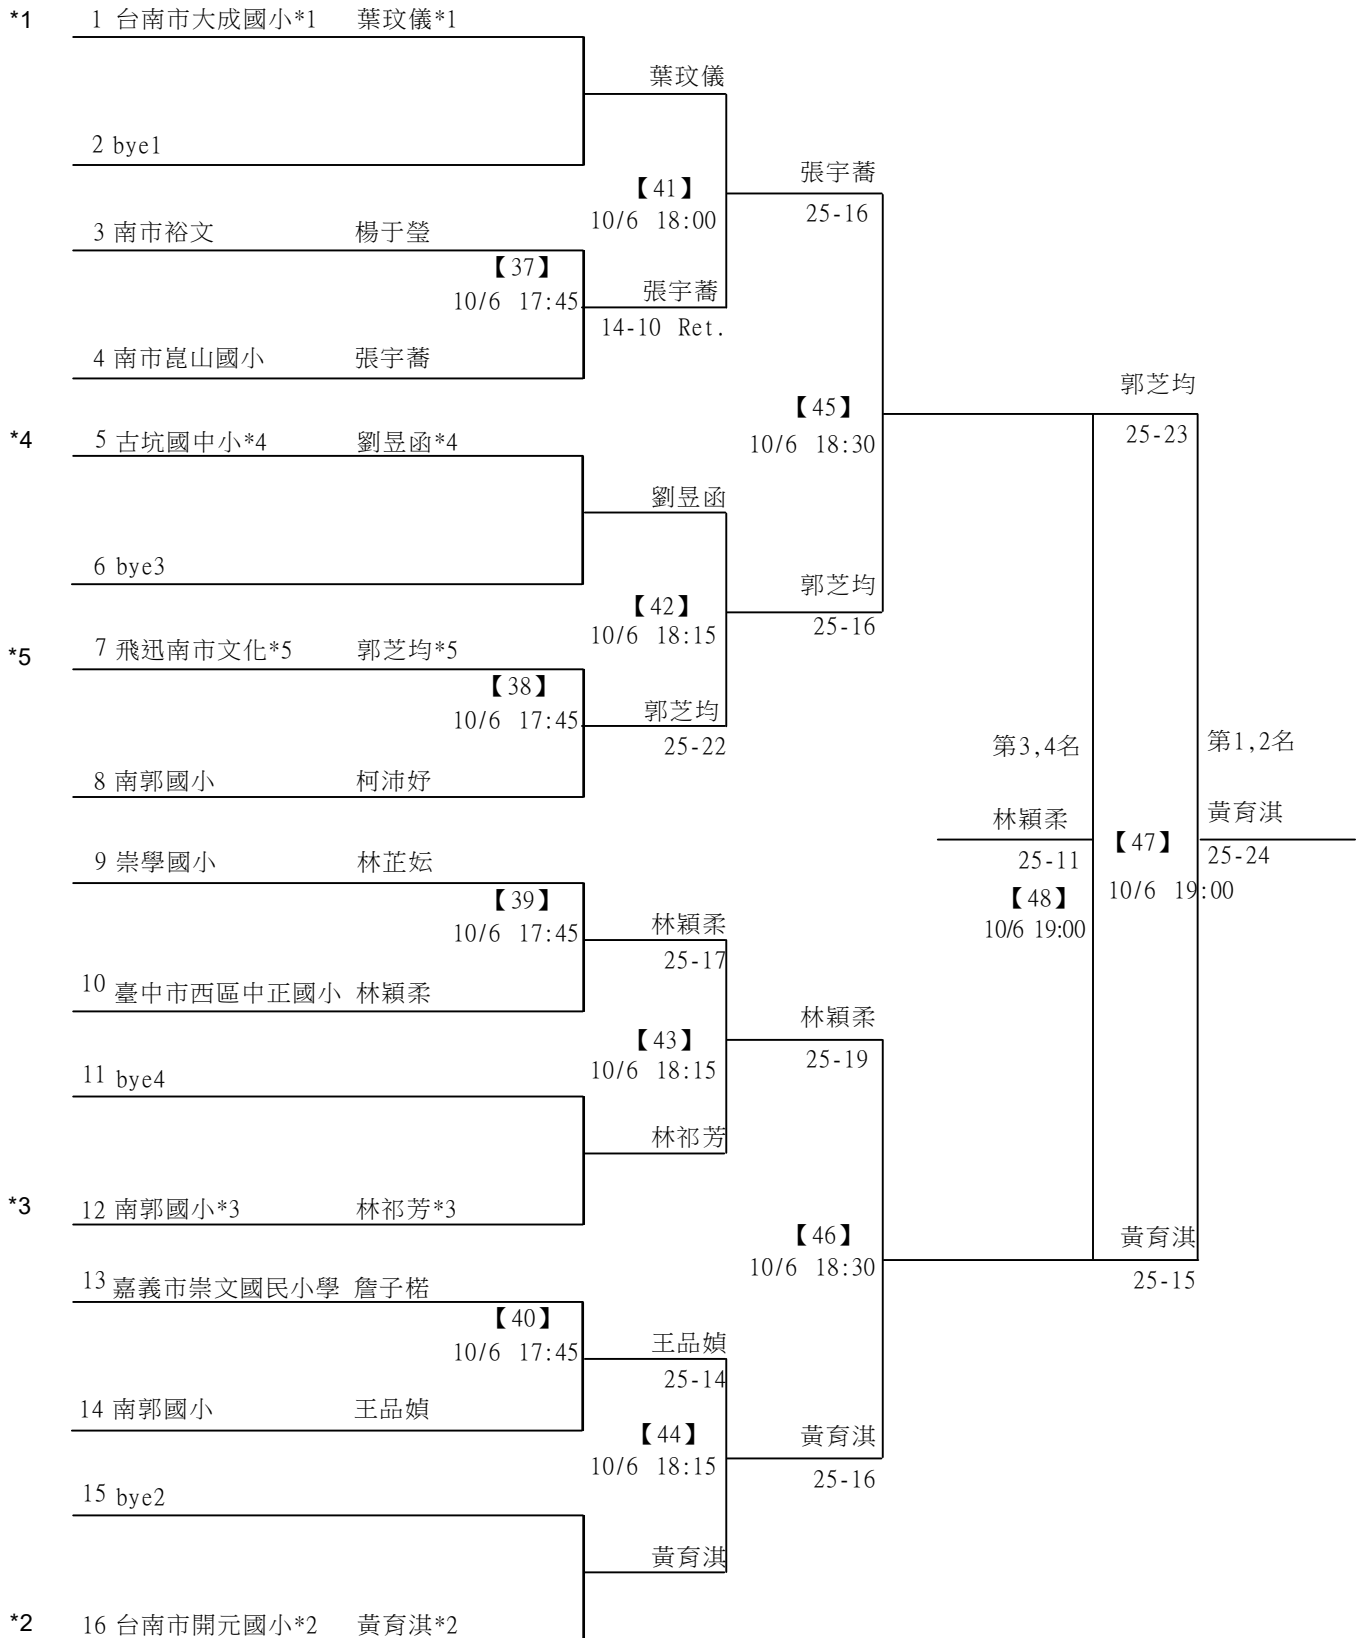 *1 1 台南市大成國小*1 葉玟儀*1
葉玟儀
2 bye1
張宇蕎
【41】
25-16
10/6 18:00
3 南市裕文 楊于瑩
【37】
張宇蕎
10/6 17:45
14-10 Ret.
4 南市崑山國小 張宇蕎
郭芝均
【45】
25-23
*4 5 古坑國中小*4 劉昱函*4
10/6 18:30
劉昱函
6 bye3
郭芝均
【42】
25-16
10/6 18:15
*5 7 飛迅南市文化*5 郭芝均*5
【38】
郭芝均
10/6 17:45
25-22
第3,4名 第1,2名
8 南郭國小 柯沛妤
林穎柔 黃育淇
【47】
25-11 25-24
9 崇學國小 林芷妘
【48】 10/6 19:00
【39】
林穎柔
10/6 17:45
10/6 19:00
25-17
10 臺中市西區中正國小 林穎柔
林穎柔
【43】
25-19
10/6 18:15
11 bye4
林祁芳
*3 12 南郭國小*3 林祁芳*3
【46】
黃育淇
10/6 18:30
25-15
13 嘉義市崇文國民小學 詹子楉
【40】
王品媜
10/6 17:45
25-14
14 南郭國小 王品媜
【44】
黃育淇
10/6 18:15
25-16
15 bye2
黃育淇
*2 16 台南市開元國小*2 黃育淇*2